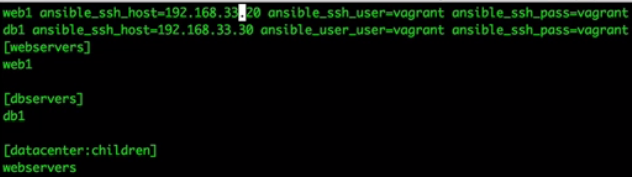 web1 ansible_ssh_host=192.168.33.20 ansible_ssh_user=vagrant ansible_ssh_pass=vagrant
db1 ansible_ssh_host=192.168.33.30 ansible_user_user=vagrant ansible_ssh_pass=vagrant
[webservers]
web1
[dbservers]
db1
[datacenter:children]
webservers